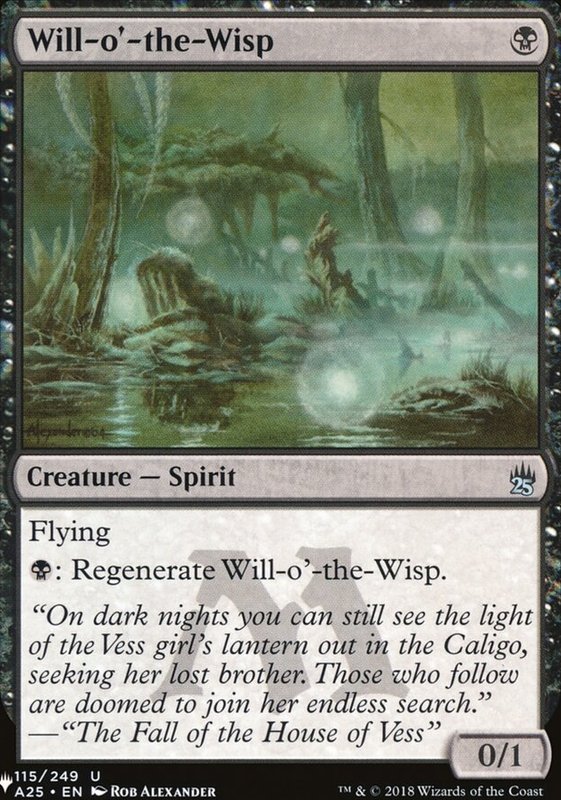 Will-o'-the-Wisp
Alexander©04
Creature — Spirit
25
Flying
: Regenerate Will-o'-the-Wisp.
“On dark nights you can still see the light
of the Vess girl's lantern out in the Caligo,
seeking her lost brother. Those who follow
are doomed to join her endless search.”
—“The Fall of the House of Vess”
0/1
115/249 U
A25 • EN Rob Alexander
™ & © 2018 Wizards of the Coast